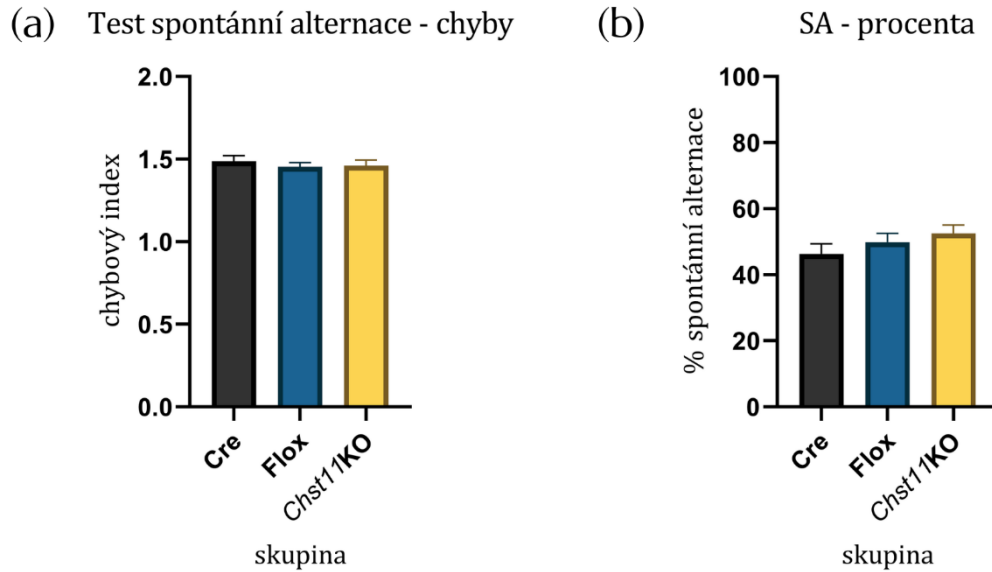 (a) Test spontánní alternace - chyby
chybový index
2.0
1.5
1.0
0.5
0.0
Cre
Flox
Chst11KO
skupina
(b) SA - procenta
% spontánní alternace
100
80
60
40
20
0
Cre
Flox
Chst11KO
skupina